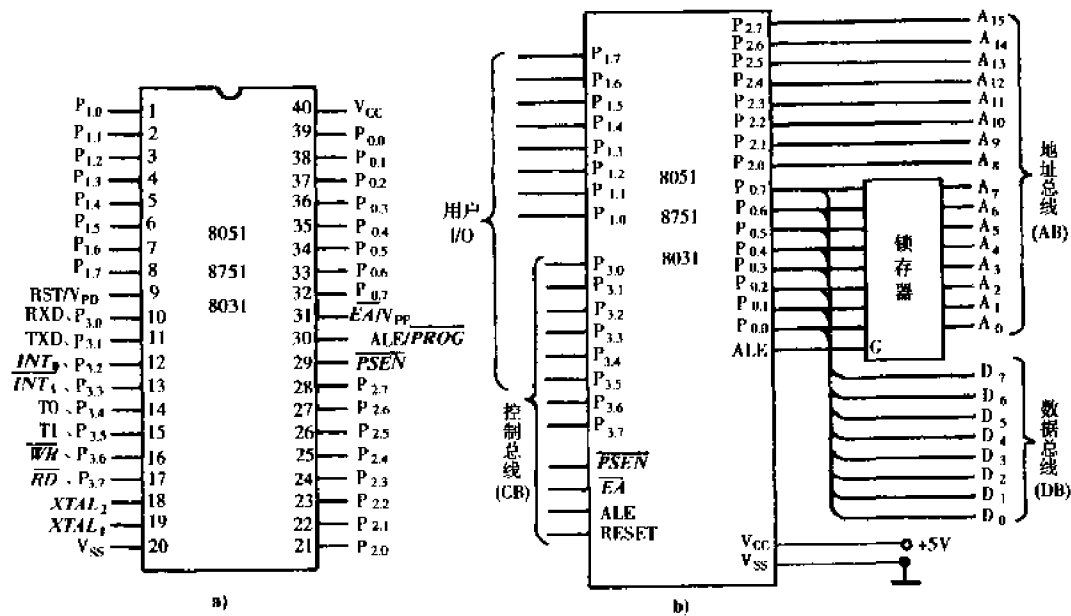 P1.0 1
P1.1 2
P1.2 3
P1.3 4
P1.4 5
P1.5 6
P1.6 7
P1.7 8
RST/VPD 9
RXD、P3.0 10
TXD、P3.1 11
INT0、P3.2 12
INT1、P3.3 13
T0、P3.4 14
T1、P3.5 15
WR、P3.6 16
RD、P3.7 17
XTAL2 18
XTAL1 19
VSS 20
8051
8751
8031
40 VCC
39 P0.0
38 P0.1
37 P0.2
36 P0.3
35 P0.4
34 P0.5
33 P0.6
32 P0.7
31 EA/VPP
30 ALE/PROG
29 PSEN
28 P2.7
27 P2.6
26 P2.5
25 P2.4
24 P2.3
23 P2.2
22 P2.1
21 P2.0
a)
用户
I/O
控制总线
(CB)
P1.7
P1.6
P1.5
P1.4
P1.3
P1.2
P1.1
P1.0
P3.0
P3.1
P3.2
P3.3
P3.4
P3.5
P3.6
P3.7
PSEN
EA
ALE
RESET
8051
8751
8031
P2.7
P2.6
P2.5
P2.4
P2.3
P2.2
P2.1
P2.0
P0.7
P0.6
P0.5
P0.4
P0.3
P0.2
P0.1
P0.0
ALE
VCC
VSS
锁存器
G
A15
A14
A13
A12
A11
A10
A9
A8
A7
A6
A5
A4
A3
A2
A1
A0
地址总线
(AB)
D7
D6
D5
D4
D3
D2
D1
D0
数据总线
(DB)
+5V
b)